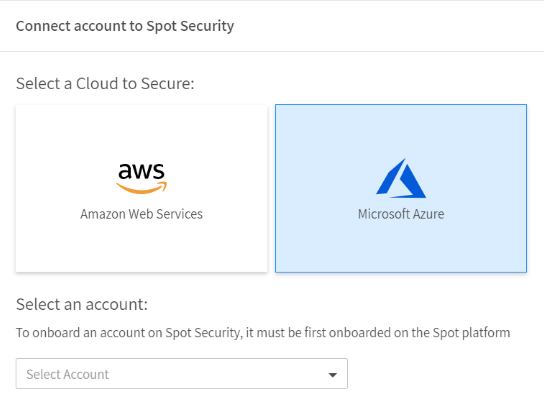 Connect account to Spot Security
Select a Cloud to Secure:
aws
Amazon Web Services
Microsoft Azure
Select an account:
To onboard an account on Spot Security, it must be first onboarded on the Spot platform
Select Account